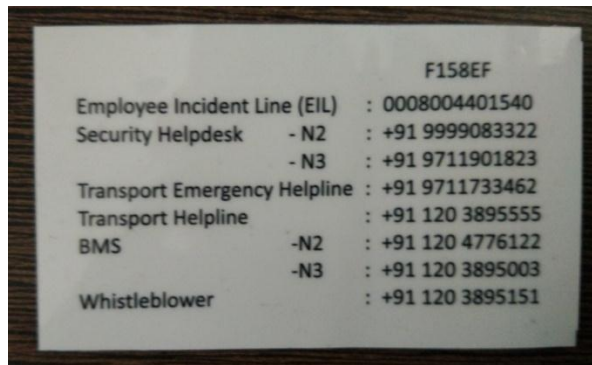 F158EF
Employee Incident Line (EIL) : 0008004401540
Security Helpdesk - N2 : +91 9999083322
- N3 : +91 9711901823
Transport Emergency Helpline : +91 9711733462
Transport Helpline : +91 120 3895555
BMS -N2 : +91 120 4776122
-N3 : +91 120 3895003
Whistleblower : +91 120 3895151